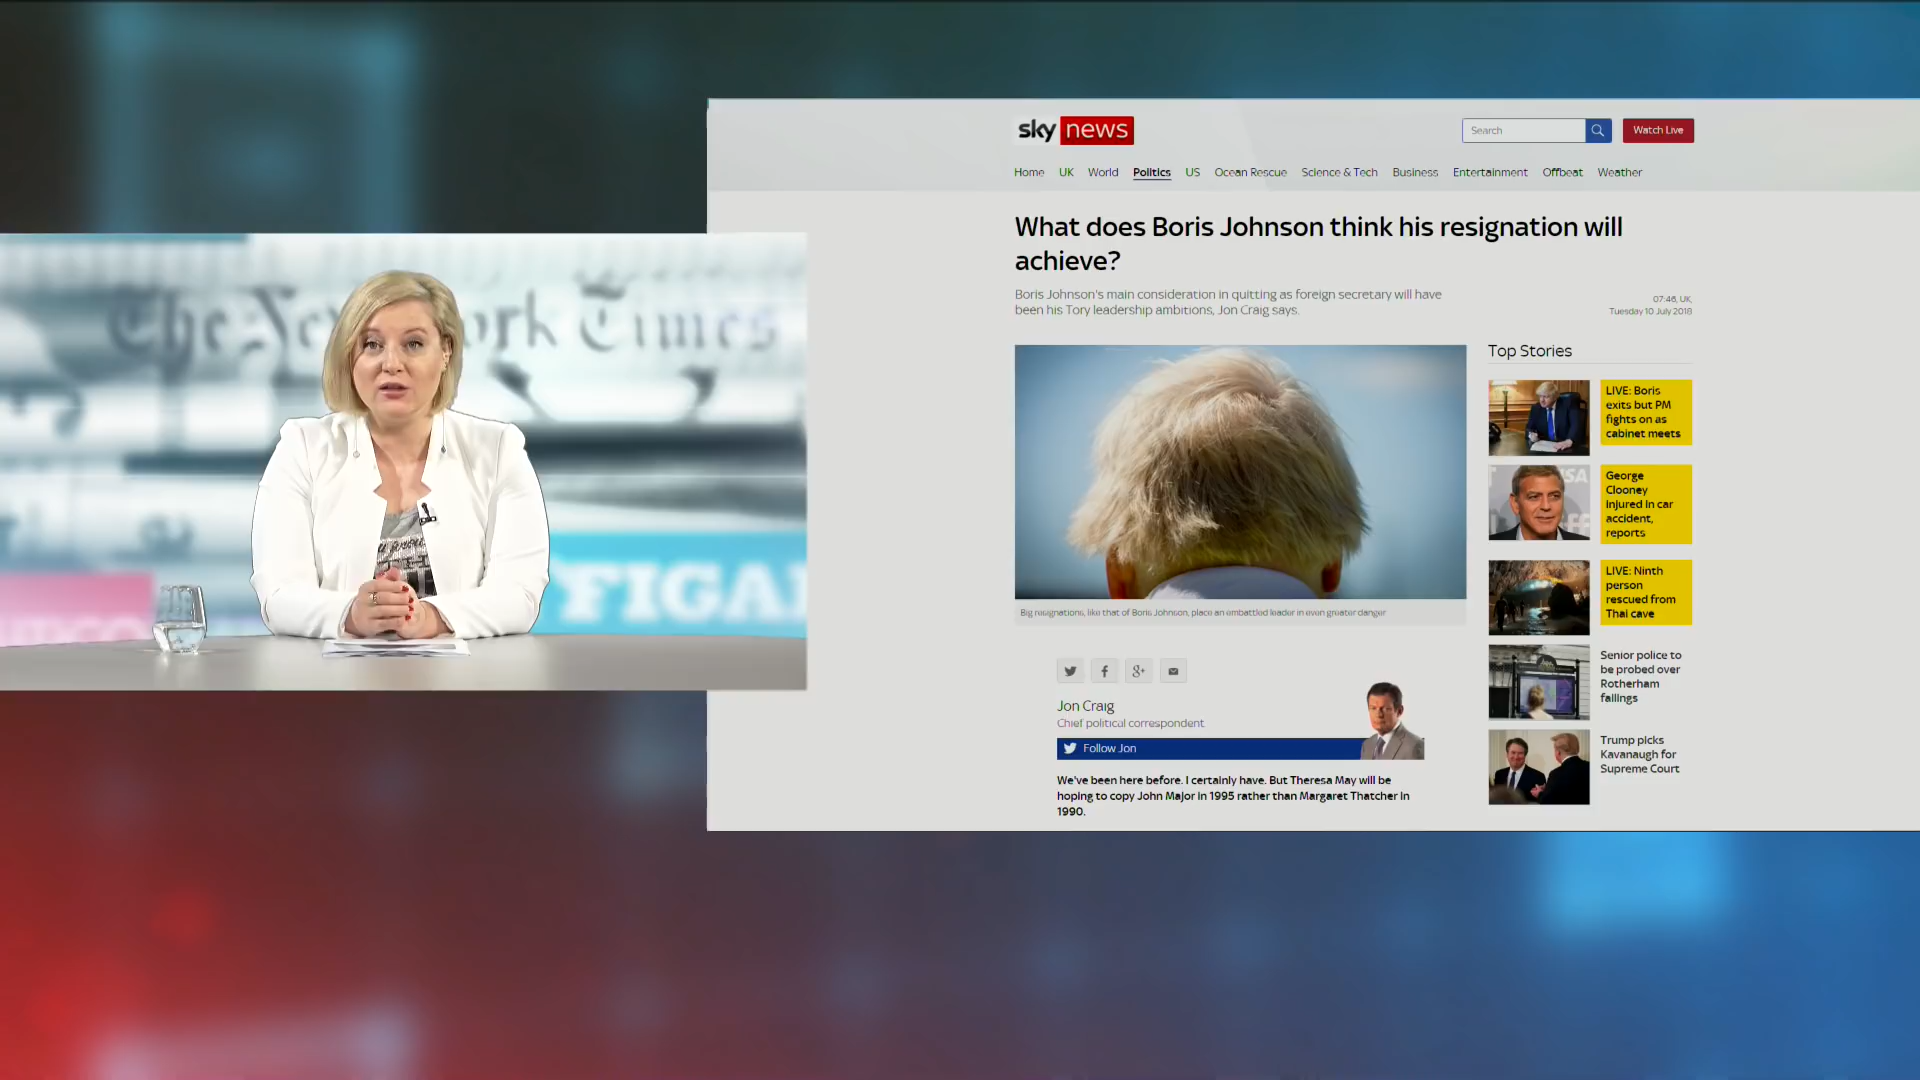 The New York Times
FIGA
sky news
Search
Watch Live
Home UK World Politics US Ocean Rescue Science & Tech Business Entertainment Offbeat Weather
What does Boris Johnson think his resignation will
achieve?
Boris Johnson's main consideration in quitting as foreign secretary will have
been his Tory leadership ambitions, Jon Craig says.
07:46, UK,
Tuesday 10 July 2018
Big resignations, like that of Boris Johnson, place an embattled leader in even greater danger
Jon Craig
Chief political correspondent
Follow Jon
We've been here before. I certainly have. But Theresa May will be
hoping to copy John Major in 1995 rather than Margaret Thatcher in
1990.
Top Stories
LIVE: Boris
exits but PM
fights on as
cabinet meets
George
Clooney
injured in car
accident,
reports
LIVE: Ninth
person
rescued from
Thai cave
Senior police to
be probed over
Rotherham
failings
Trump picks
Kavanaugh for
Supreme Court